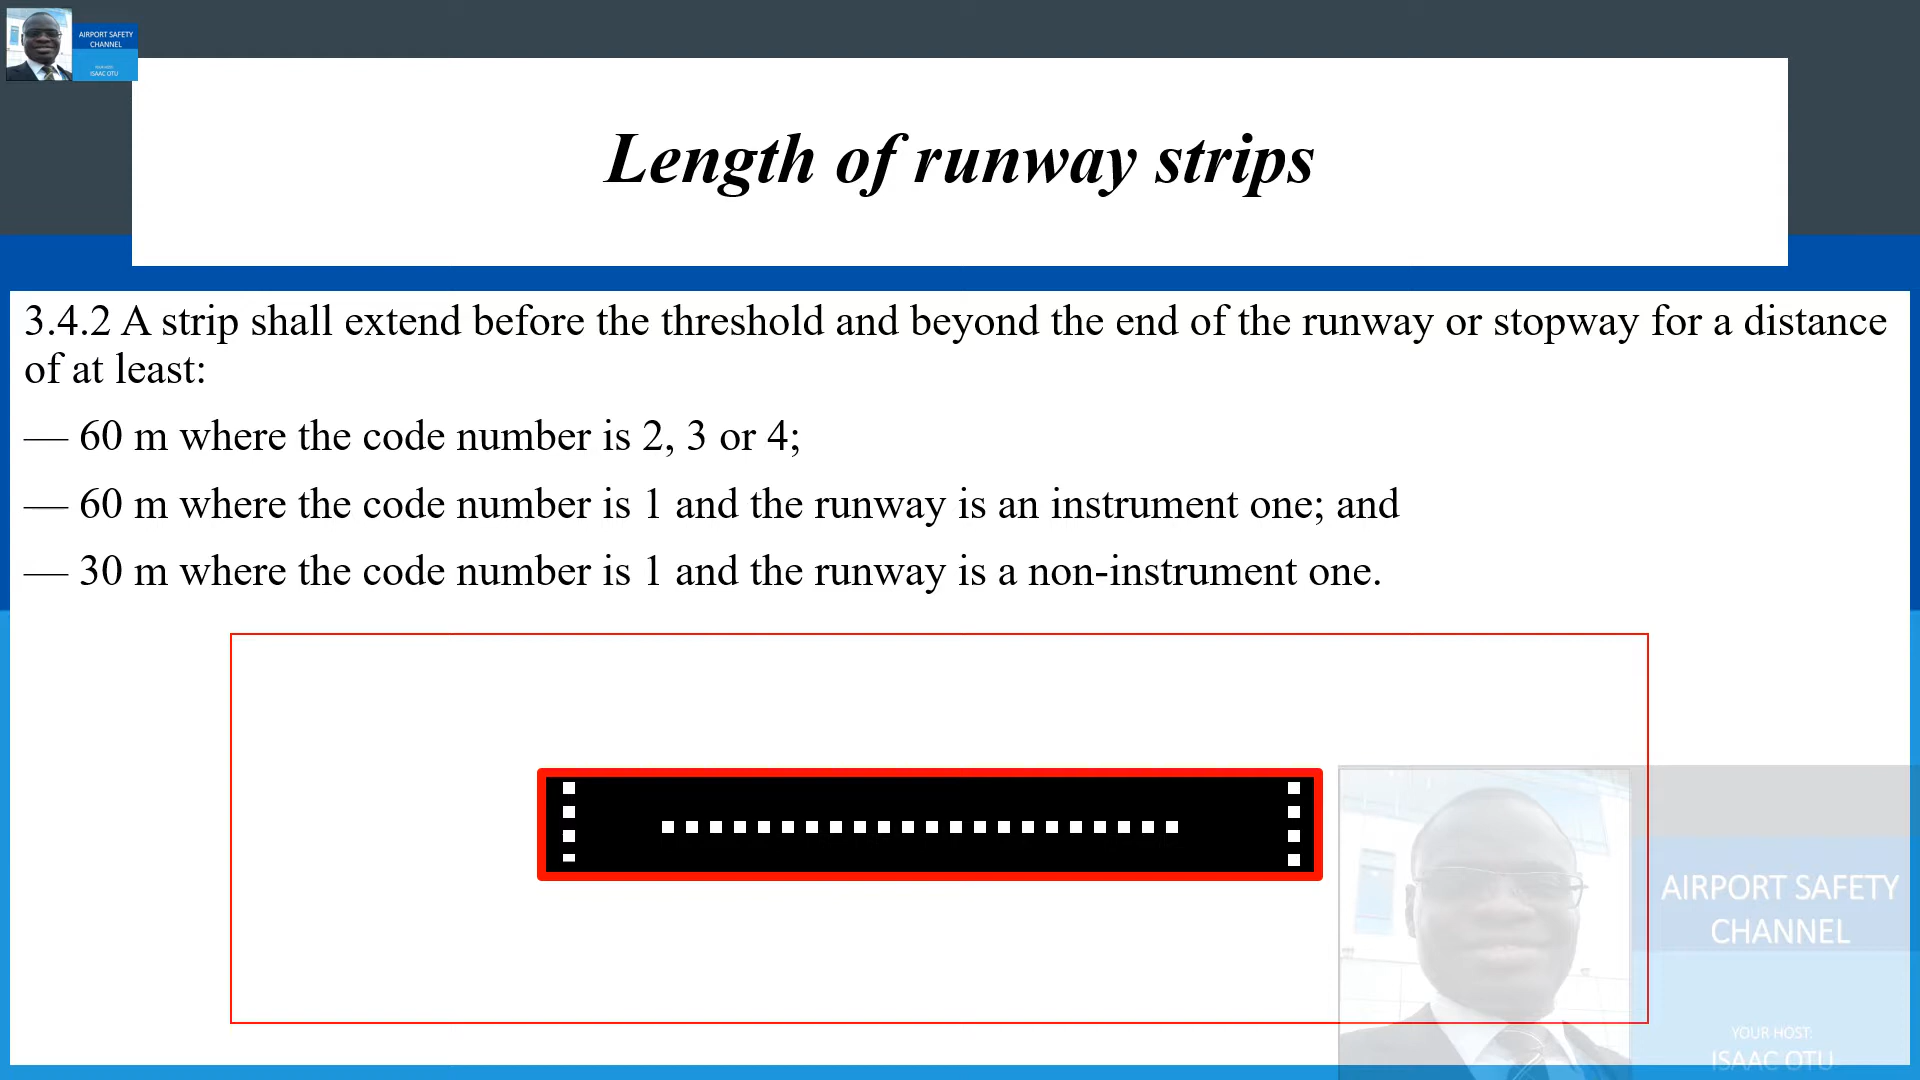 AIRPORT SAFETY
CHANNEL
YOUR HOST:
ISAAC OTU
Length of runway strips
3.4.2 A strip shall extend before the threshold and beyond the end of the runway or stopway for a distance
of at least:
— 60 m where the code number is 2, 3 or 4;
— 60 m where the code number is 1 and the runway is an instrument one; and
— 30 m where the code number is 1 and the runway is a non-instrument one.
AIRPORT SAFETY
CHANNEL
YOUR HOST:
ISAAC OTU